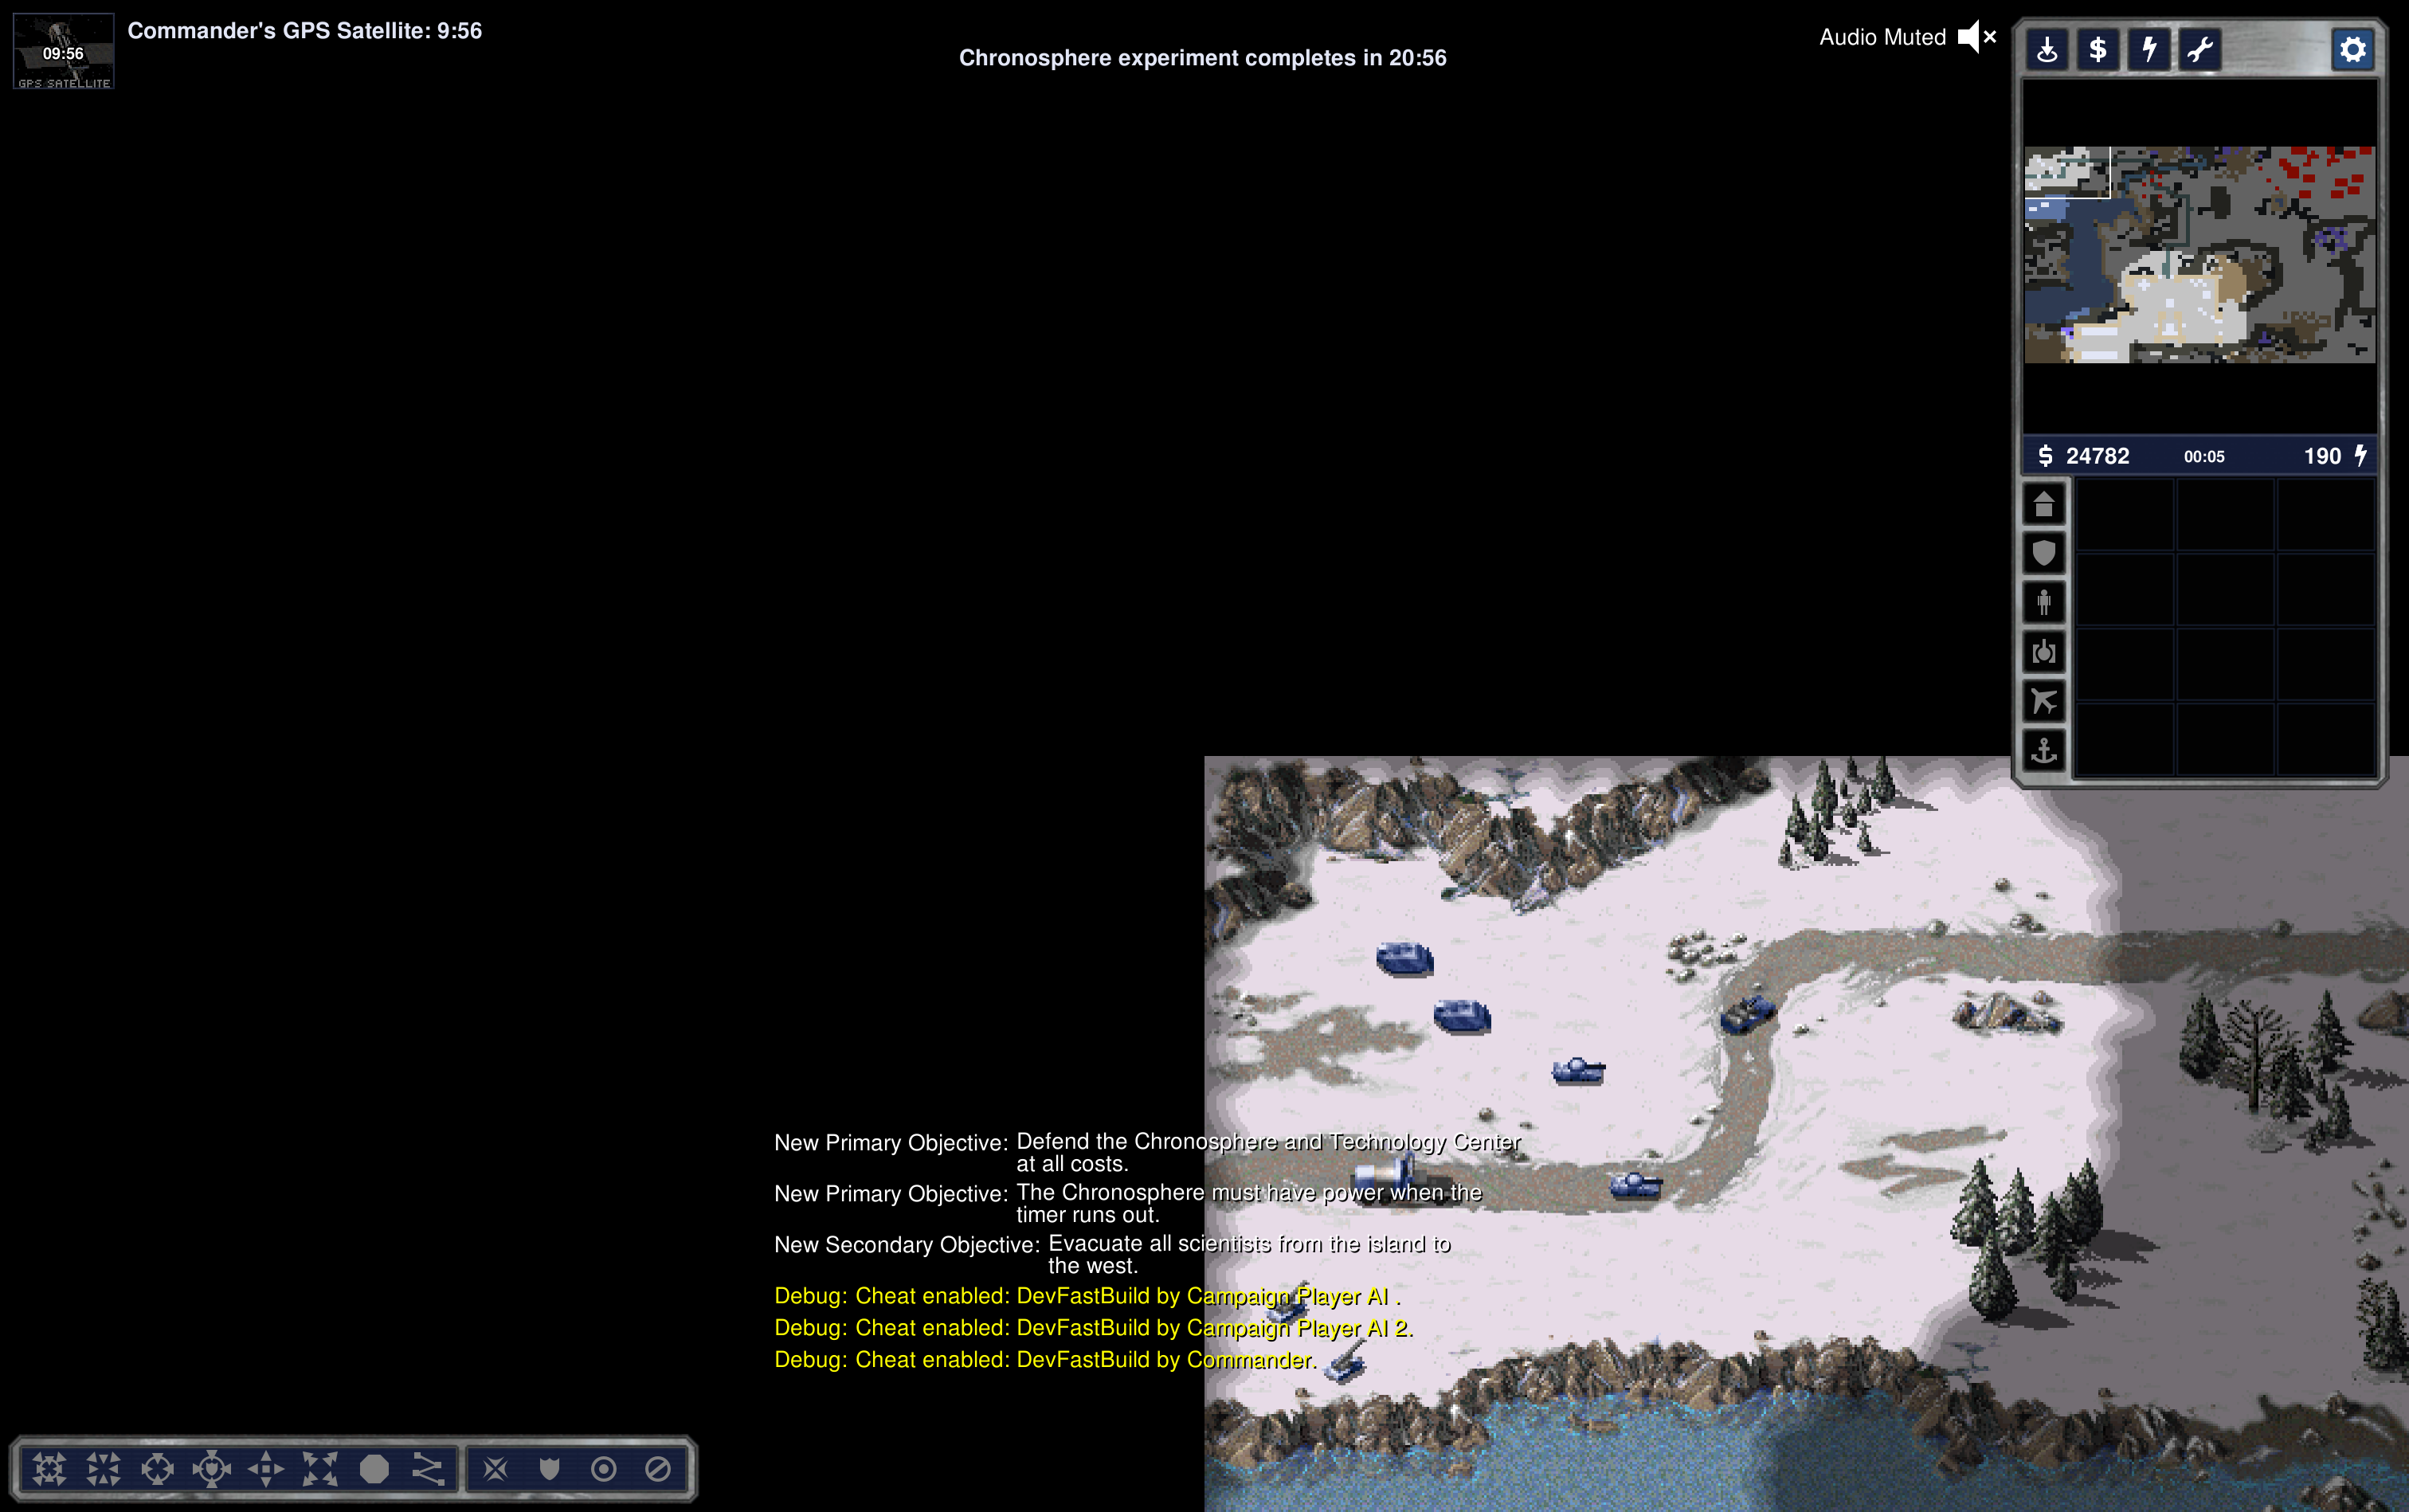 09:56
GPS SATELLITE
Commander's GPS Satellite: 9:56
Chronosphere experiment completes in 20:56
Audio Muted
$ 24782
00:05
190
New Primary Objective: Defend the Chronosphere and Technology Center
at all costs.
New Primary Objective: The Chronosphere must have power when the
timer runs out.
New Secondary Objective: Evacuate all scientists from the island to
the west.
Debug: Cheat enabled: DevFastBuild by Campaign Player AI .
Debug: Cheat enabled: DevFastBuild by Campaign Player AI 2.
Debug: Cheat enabled: DevFastBuild by Commander.